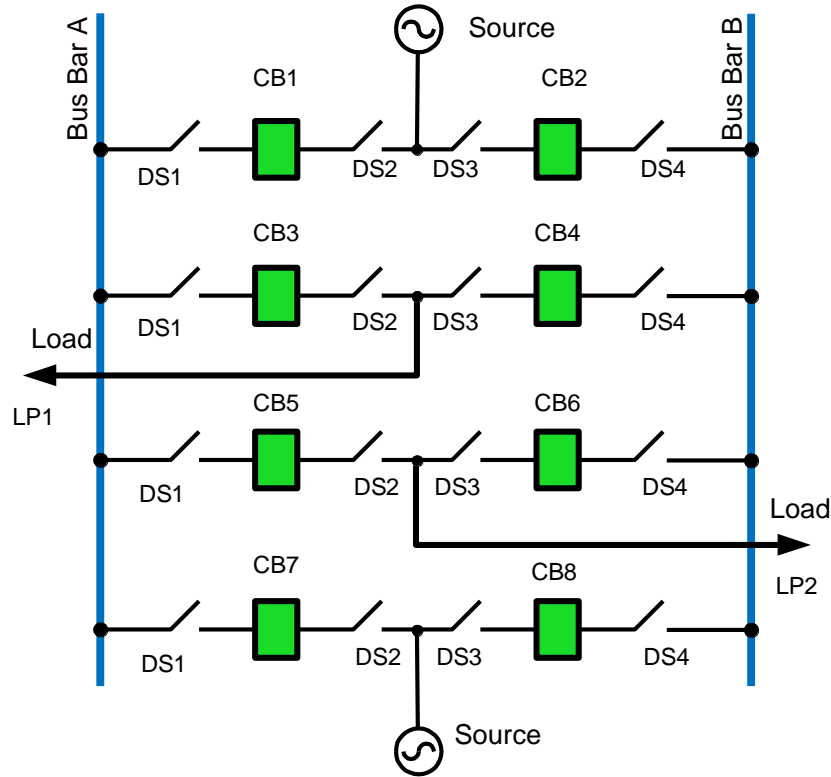 Source
Bus Bar A
Bus Bar B
CB1
CB2
DS1
DS2
DS3
DS4
CB3
CB4
DS1
DS2
DS3
DS4
Load
LP1
CB5
CB6
DS1
DS2
DS3
DS4
Load
LP2
CB7
CB8
DS1
DS2
DS3
DS4
Source